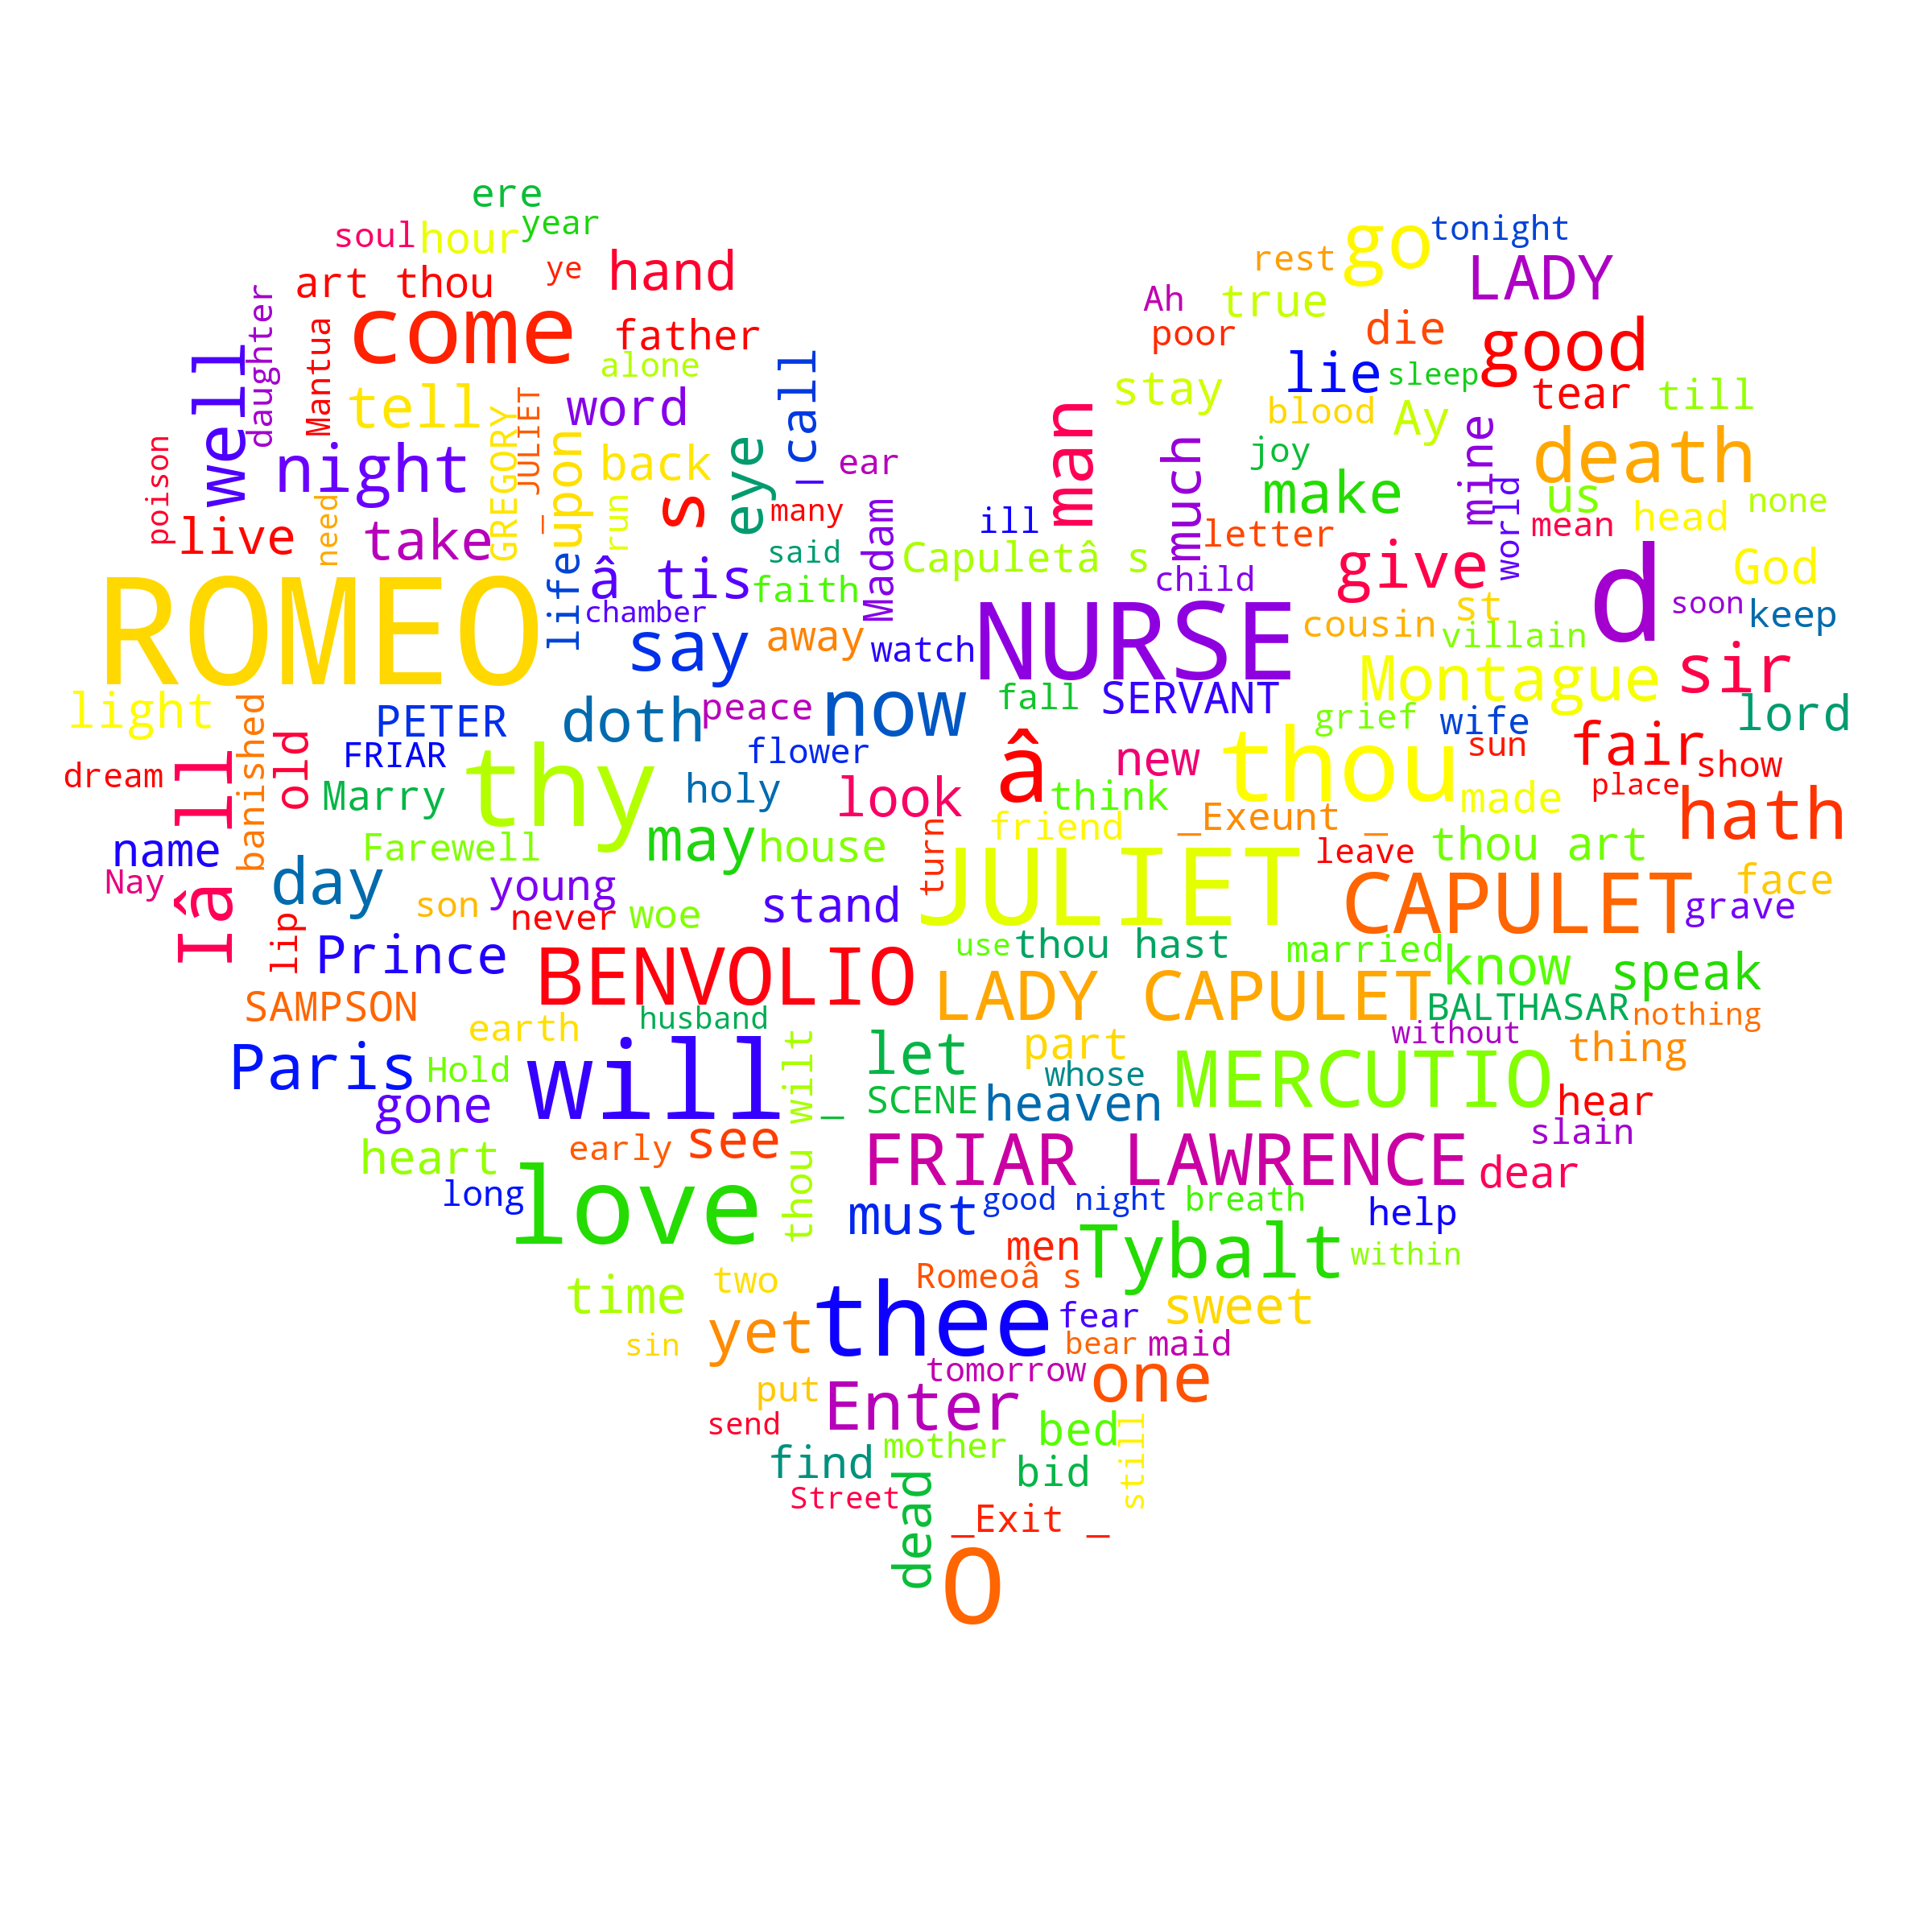 ere
soul hour year
art thou ye hand
come father
daughter Mantua alone
well tell word
JULIET _
GREGORY
_call
night upon back eye ear
poison live need take run s many
ROMEO life â tis said
chamber faith Madam
say away watch
tonight
rest go
LADY
Ah true
poor die good
lie sleep
stay blood Ay tear till
man much joy make mine death
ill letter world us mean head none
Capuletâ s child give d God
NURSE cousin st villain soon keep
fall SERVANT Montague sir
light banished PETER doth peace now
grief wife lord
dream Iâ ll old FRIAR thy flower
â new thou sun fair show
Marry holy look think made place hath
name Farewell may house turn friend _Exeunt _
Nay day young JULIET leave thou art
son never woe stand CAPULET face grave
lip Prince BENVOLIO use thou hast married know speak
SAMPSON LADY CAPULET BALTHASAR nothing
earth husband without
Paris Hold will thou wilt let part MERCUTIO thing
gone _ SCENE whose heaven hear
heart early see FRIAR LAWRENCE slain
dear
long love must good night breath help
men Tybalt within
time two Romeoâ s sweet
sin yet thee fear
bear maid
tomorrow one
put Enter
send mother bed still
find bid
Street dead
_Exit _
O